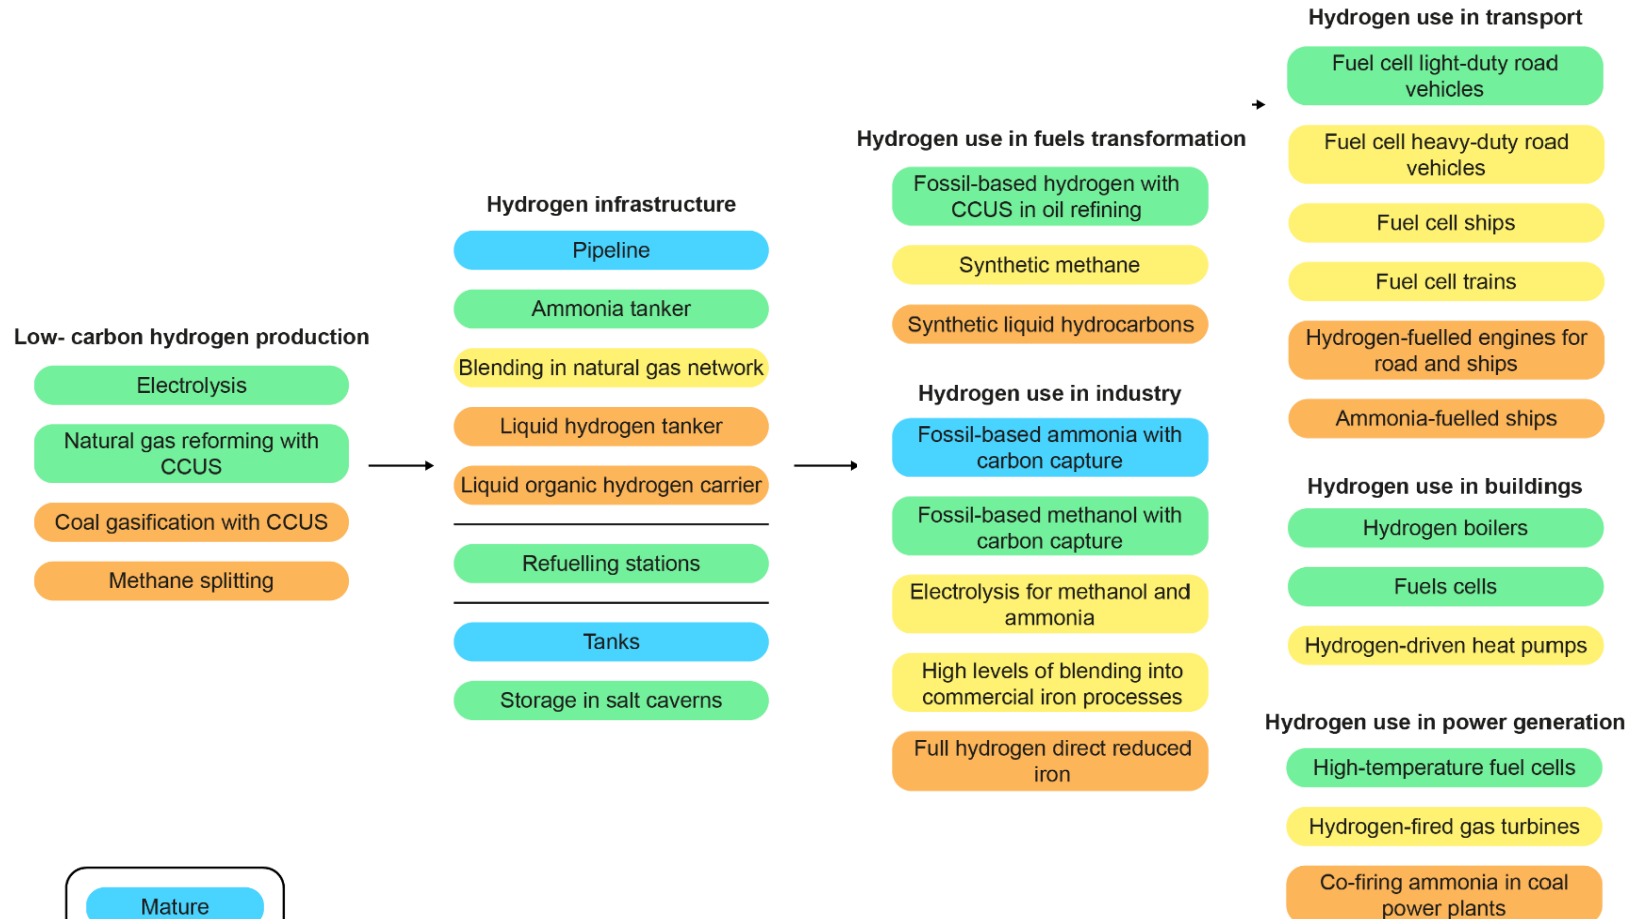 Low- carbon hydrogen production
Electrolysis
Natural gas reforming with
CCUS
Coal gasification with CCUS
Methane splitting
Hydrogen infrastructure
Pipeline
Ammonia tanker
Blending in natural gas network
Liquid hydrogen tanker
Liquid organic hydrogen carrier
Refuelling stations
Tanks
Storage in salt caverns
Hydrogen use in fuels transformation
Fossil-based hydrogen with
CCUS in oil refining
Synthetic methane
Synthetic liquid hydrocarbons
Hydrogen use in industry
Fossil-based ammonia with
carbon capture
Fossil-based methanol with
carbon capture
Electrolysis for methanol and
ammonia
High levels of blending into
commercial iron processes
Full hydrogen direct reduced
iron
Hydrogen use in transport
Fuel cell light-duty road
vehicles
Fuel cell heavy-duty road
vehicles
Fuel cell ships
Fuel cell trains
Hydrogen-fuelled engines for
road and ships
Ammonia-fuelled ships
Hydrogen use in buildings
Hydrogen boilers
Fuels cells
Hydrogen-driven heat pumps
Hydrogen use in power generation
High-temperature fuel cells
Hydrogen-fired gas turbines
Co-firing ammonia in coal
power plants
Mature